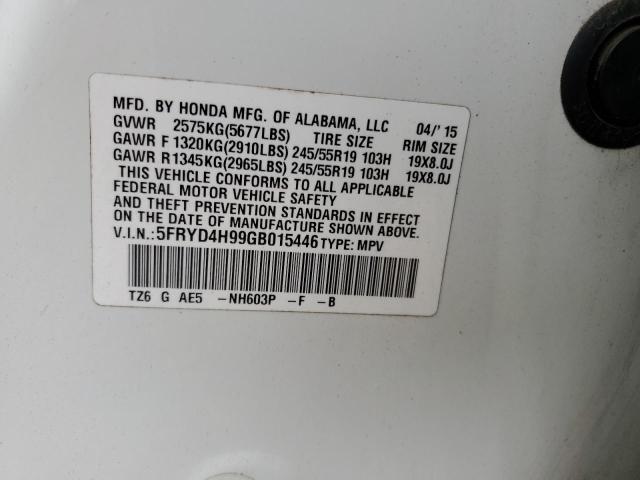 MFD. BY HONDA MFG. OF ALABAMA, LLC 04/'15
GVWR 2575KG(5677LBS) TIRE SIZE RIM SIZE
GAWR F 1320KG(2910LBS) 245/55R19 103H 19X8.0J
GAWR R 1345KG(2965LBS) 245/55R19 103H 19X8.0J
THIS VEHICLE CONFORMS TO ALL APPLICABLE
FEDERAL MOTOR VEHICLE SAFETY
AND THEFT PREVENTION STANDARDS IN EFFECT
ON THE DATE OF MANUFACTURE SHOWN ABOVE.
V.I.N.: 5FRYD4H99GB015446 TYPE: MPV
TZ6 G AE5 -NH603P -F -B